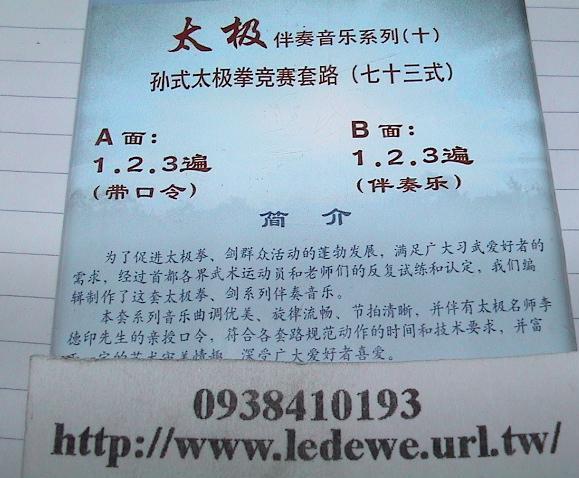 太极 伴奏音乐系列(十)
孙式太极拳竞赛套路（七十三式）
A 面：
B 面：
1.2.3遍
1.2.3遍
(带口令)
(伴奏乐)
简 介
为了促进太极拳、剑群众活动的蓬勃发展，满足广大习武爱好者的
需求，经过首都各界武术运动员和老师们的反复试练和认定，我们编
辑制作了这套太极拳、剑系列伴奏音乐。
本套系列音乐曲调优美、旋律流畅、节拍清晰，并伴有太极名师李
德印先生的亲授口令，符合各套路规范动作的时间和技术要求，并富
定的艺术审美情趣，深受广大爱好者喜爱。
0938410193
http://www.ledewe.url.tw/